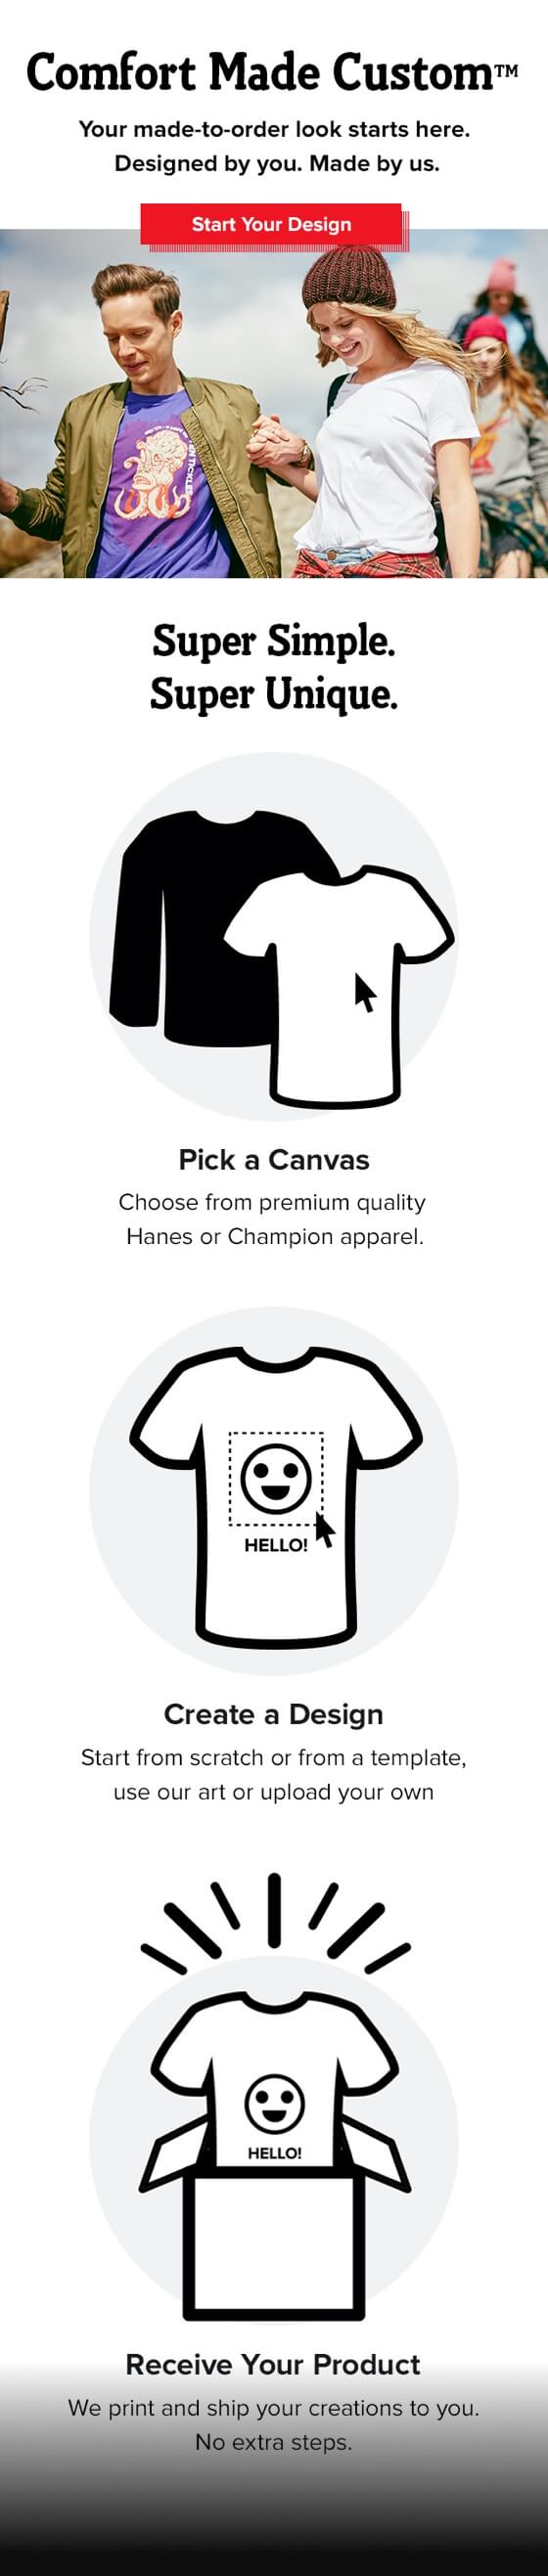 Comfort Made Custom™
Your made-to-order look starts here.
Designed by you. Made by us.
Start Your Design
Super Simple.
Super Unique.
Pick a Canvas
Choose from premium quality
Hanes or Champion apparel.
HELLO!
Create a Design
Start from scratch or from a template,
use our art or upload your own
HELLO!
Receive Your Product
We print and ship your creations to you.
No extra steps.